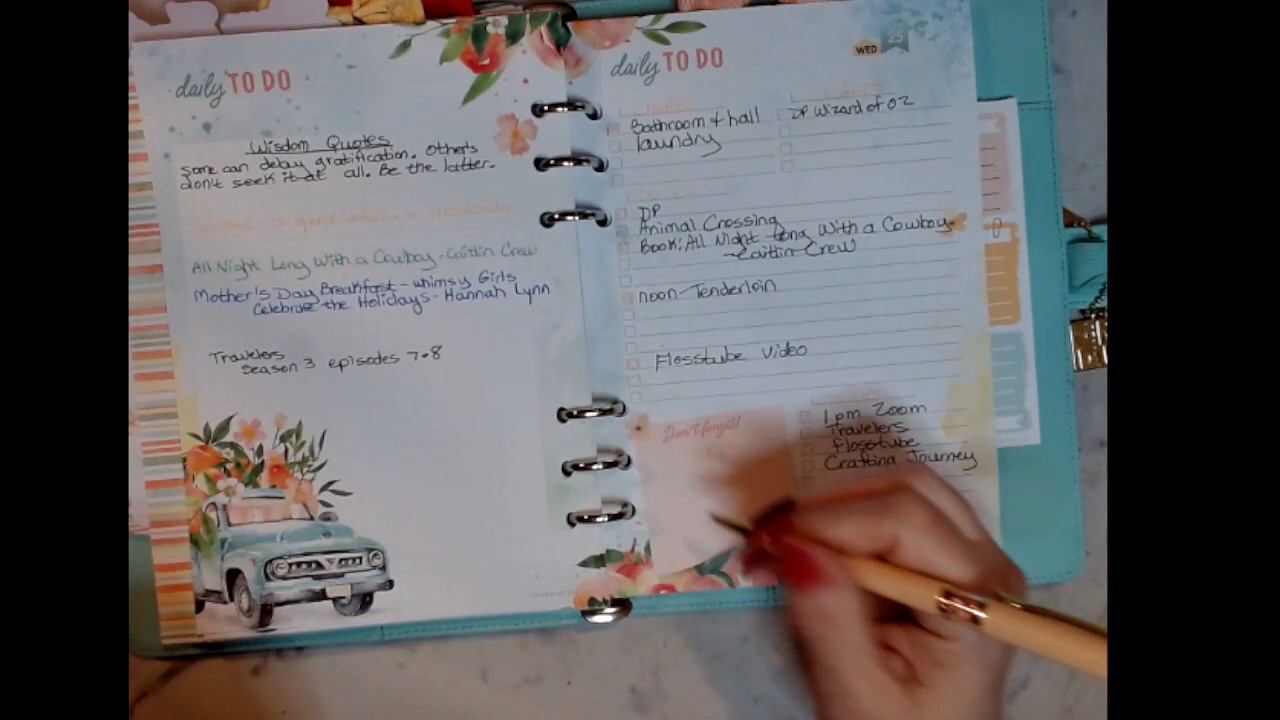 daily TO DO
Wisdom Quotes
some can delay gratification. Others
don't seek it at all. Be the latter.
All Night Long With a Cowboy - Caitlin Crew
Mother's Day Breakfast - Whimsy Girls
Celebrate the Holidays - Hannah Lynn
Travelers
Season 3 episodes 7-8
daily TO DO
WED 25
Bathroom + hall
laundry
DP Wizard of OZ
DP
Animal Crossing
Book: All Night Long With a Cowboy -
- Caitlin Crew
noon - Tenderloin
Flosstube video
Don't forget!
1 pm Zoom
Travelers
flosstube
Crafting Journey